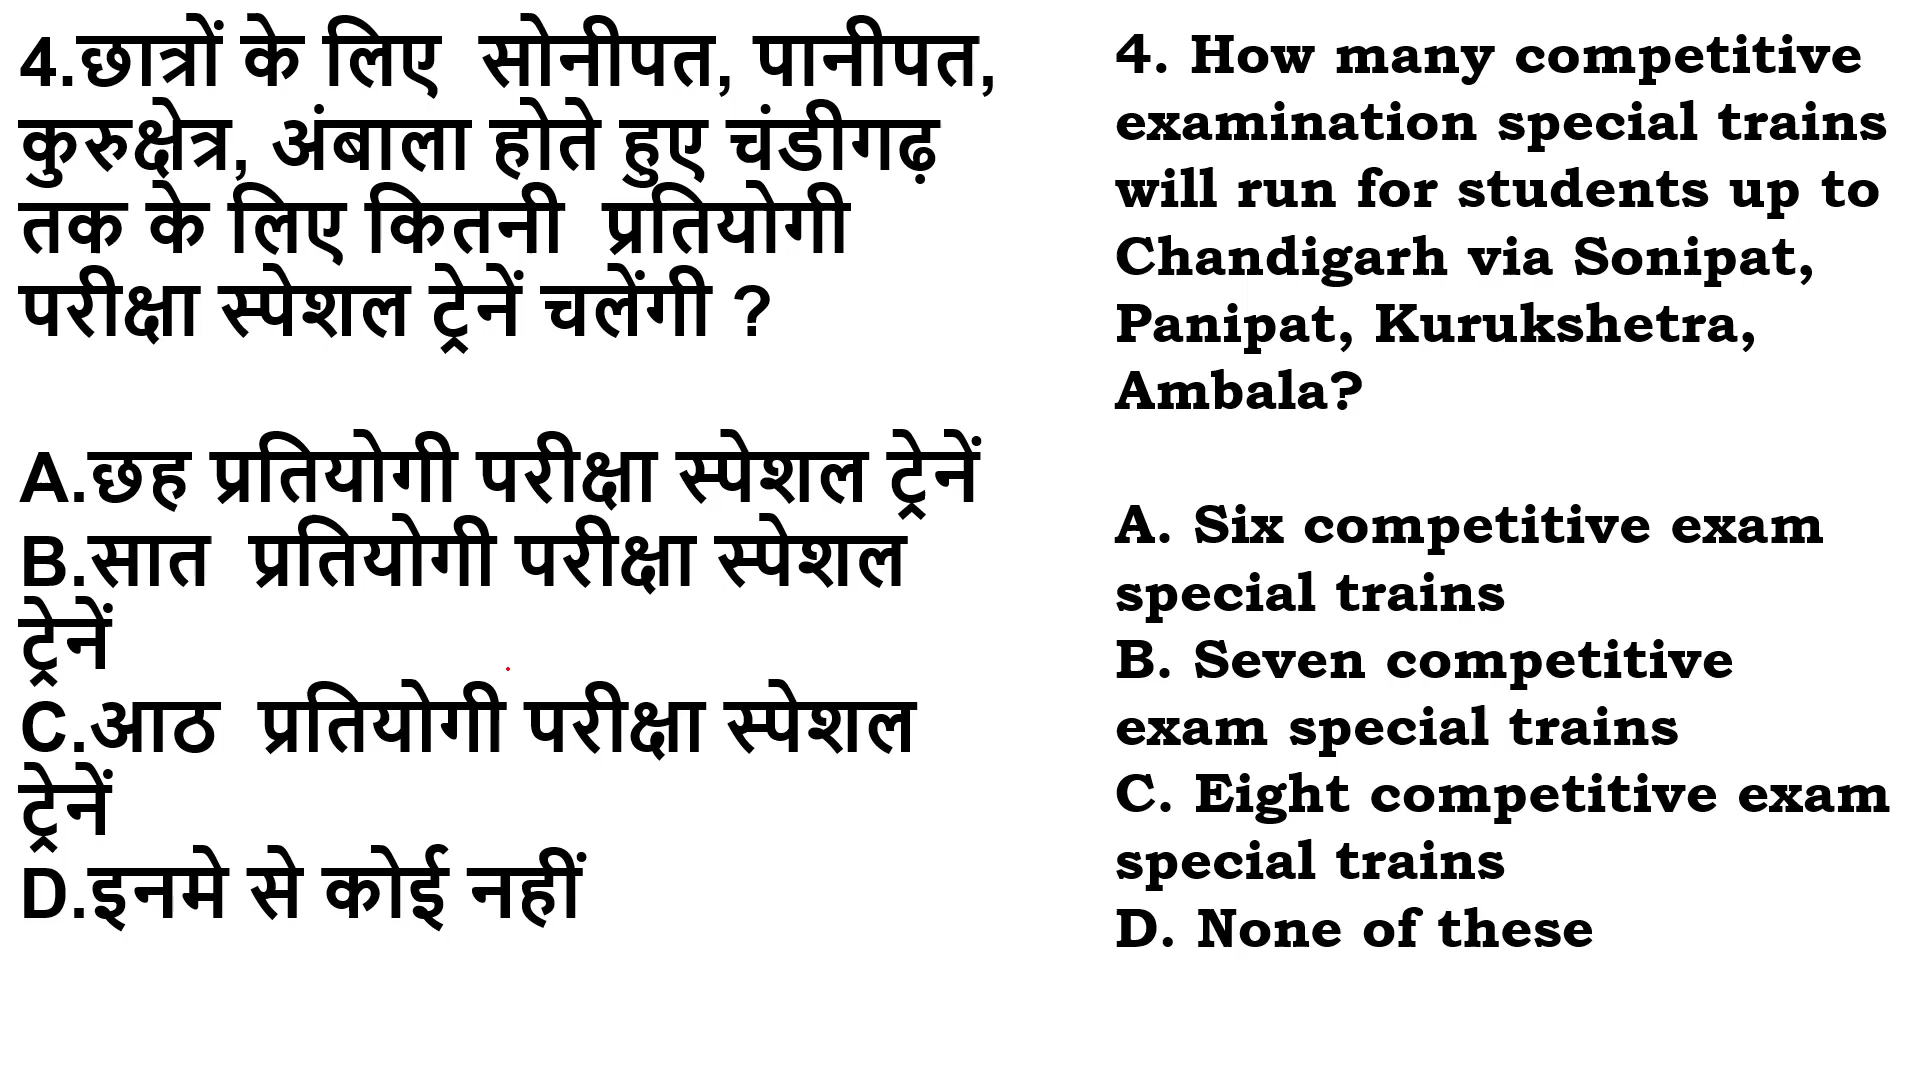 4.छात्रों के लिए  सोनीपत, पानीपत,
कुरुक्षेत्र, अंबाला होते हुए चंडीगढ़
तक के लिए कितनी  प्रतियोगी
परीक्षा स्पेशल ट्रेनें चलेंगी ?
A.छह प्रतियोगी परीक्षा स्पेशल ट्रेनें
B.सात  प्रतियोगी परीक्षा स्पेशल
ट्रेनें
C.आठ  प्रतियोगी परीक्षा स्पेशल
ट्रेनें
D.इनमे से कोई नहीं
4. How many competitive
examination special trains
will run for students up to
Chandigarh via Sonipat,
Panipat, Kurukshetra,
Ambala?
A. Six competitive exam
special trains
B. Seven competitive
exam special trains
C. Eight competitive exam
special trains
D. None of these